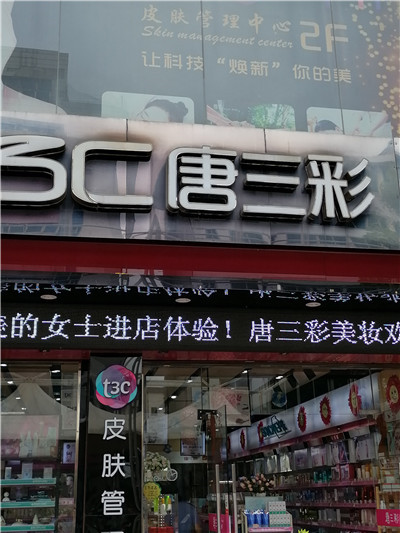 皮肤管理中心 2F
Skin management center
让科技“焕新”你的美
3C唐三彩
的女士进店体验！唐三彩美妆欢
t3c
皮肤管